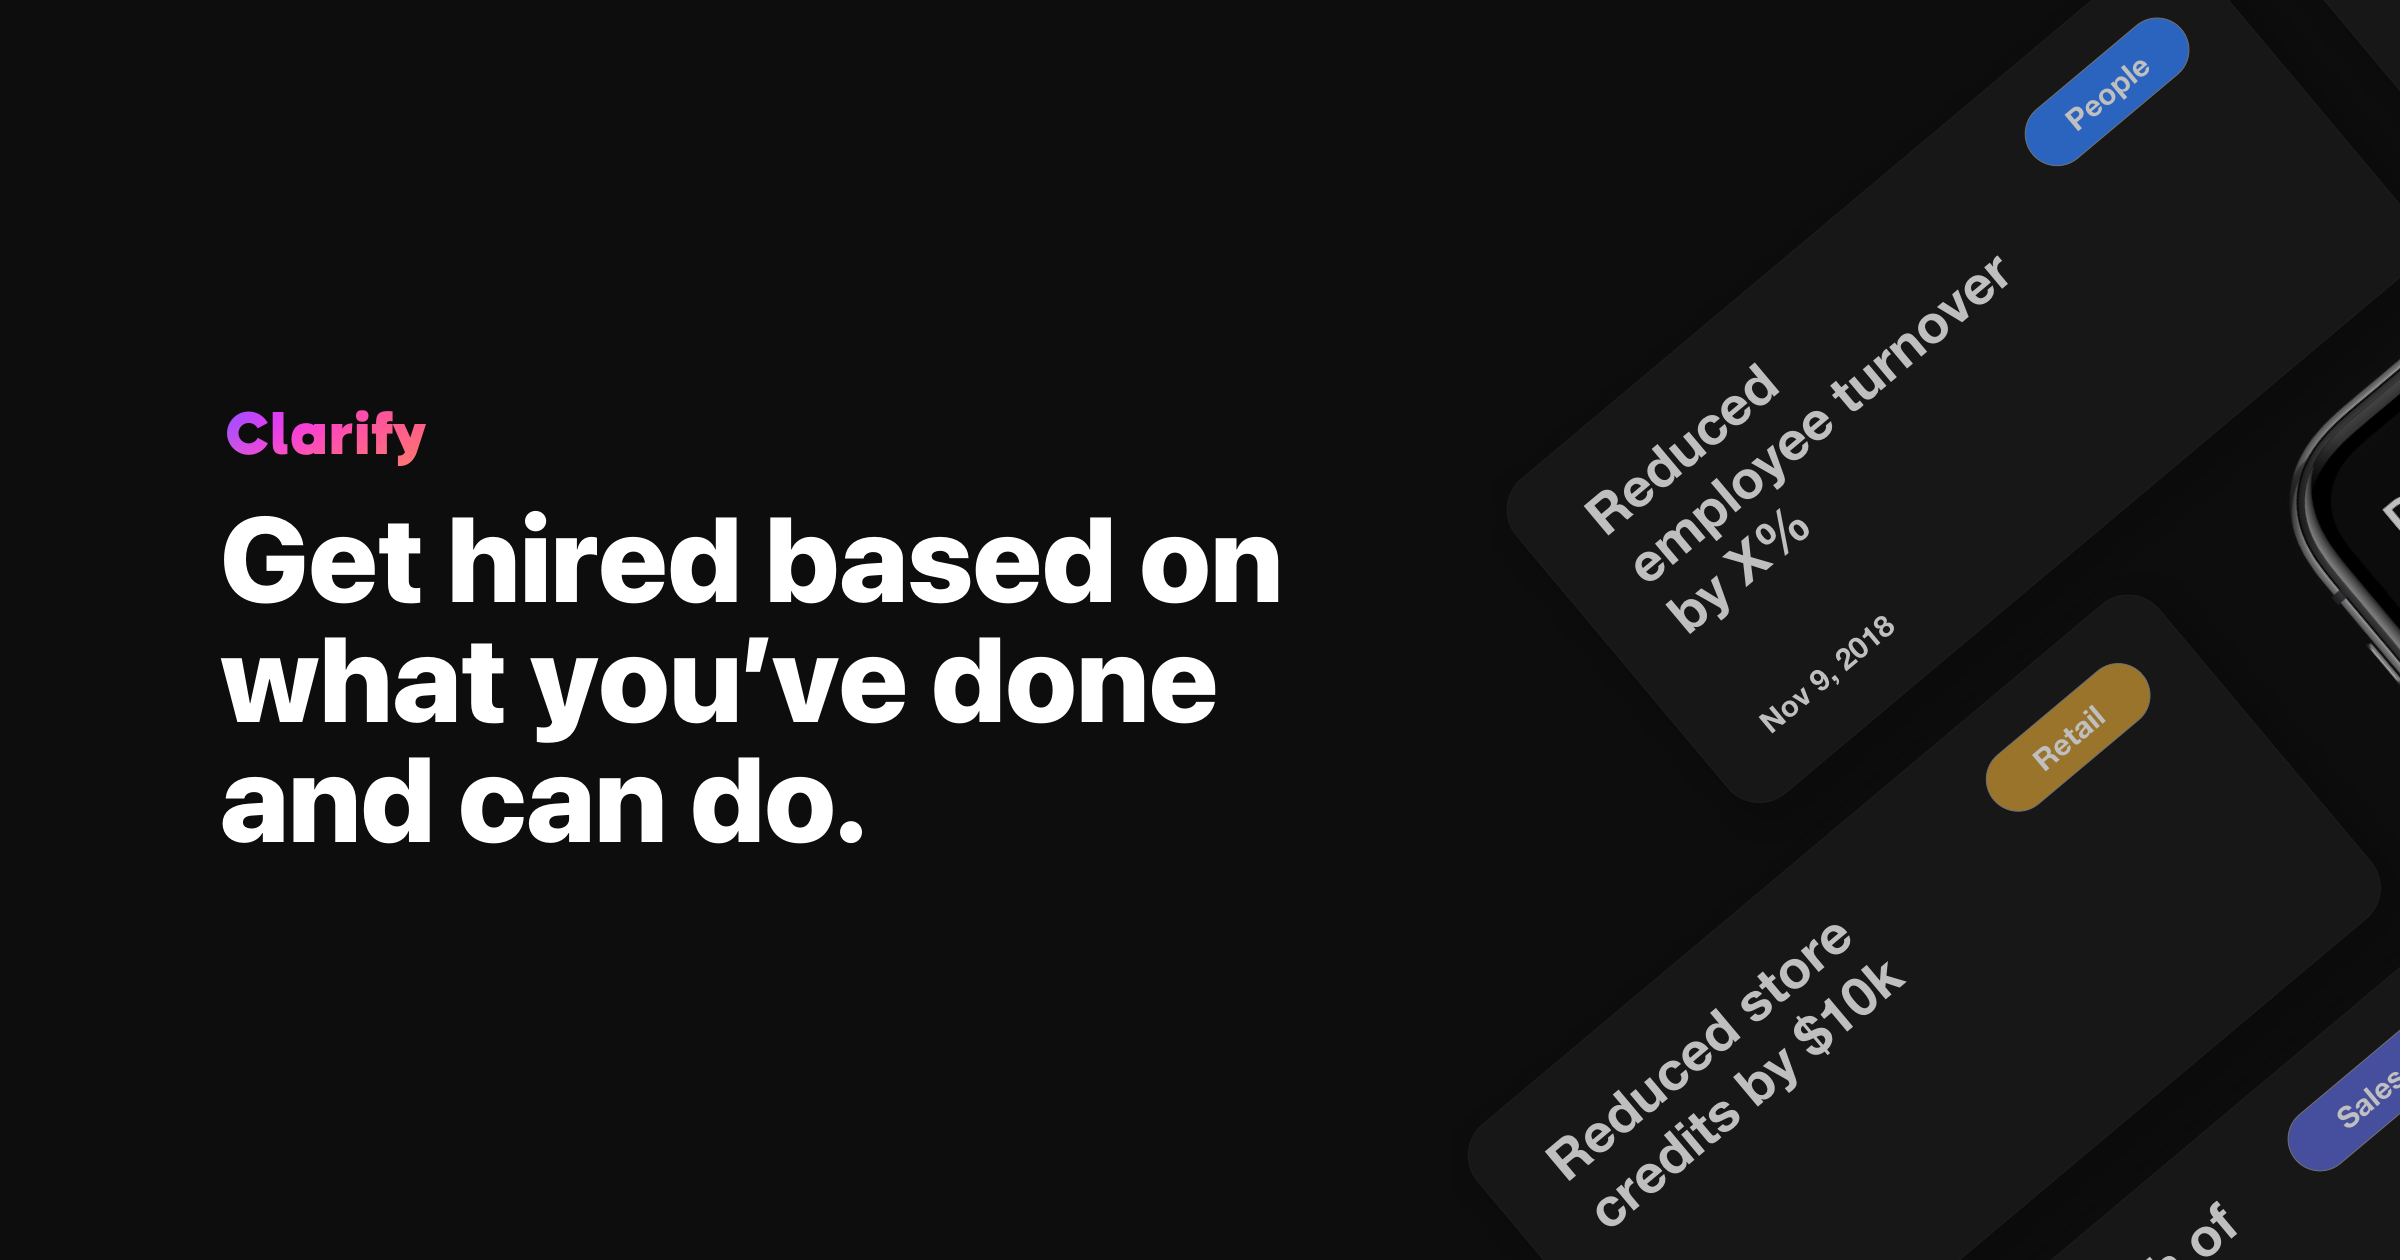 Clarify
Get hired based on
what you've done
and can do.
People
Reduced
employee turnover
by X%
Nov 9, 2018
Retail
Reduced store
credits by $10k
Sales
of